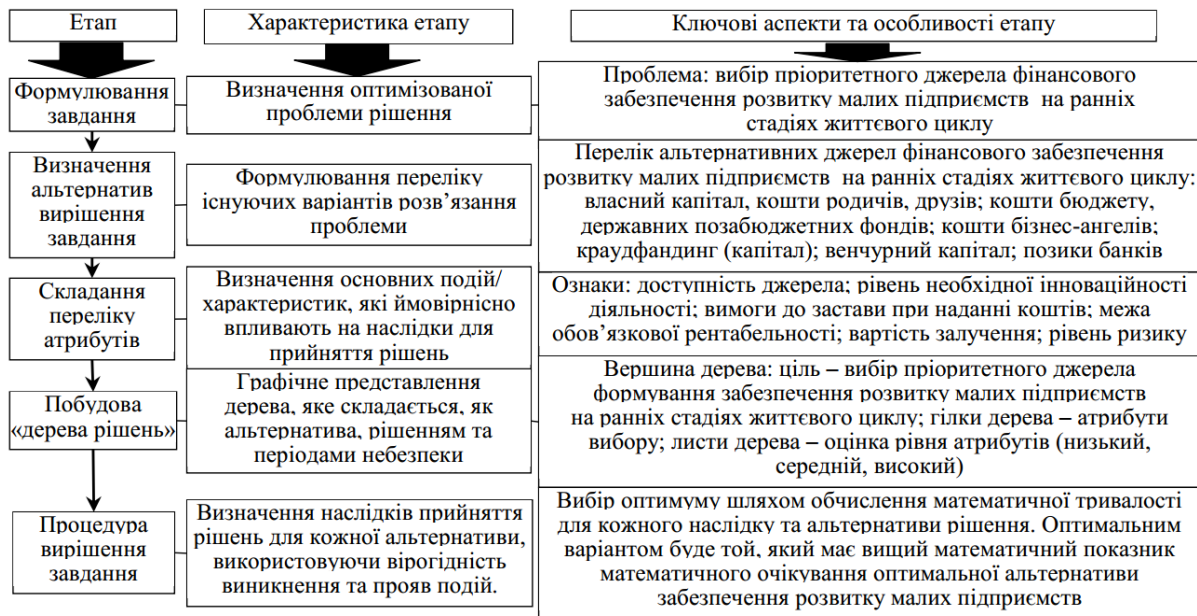 Етап
Характеристика етапу
Ключові аспекти та особливості етапу
Формулювання
завдання
Визначення оптимізованої
проблеми рішення
Проблема: вибір пріоритетного джерела фінансового
забезпечення розвитку малих підприємств на ранніх
стадіях життєвого циклу
Визначення
альтернатив
вирішення
завдання
Формулювання переліку
існуючих варіантів розв’язання
проблеми
Перелік альтернативних джерел фінансового забезпечення
розвитку малих підприємств на ранніх стадіях життєвого циклу:
власний капітал, кошти родичів, друзів; кошти бюджету,
державних позабюджетних фондів; кошти бізнес-ангелів;
краудфандинг (капітал); венчурний капітал; позики банків
Складання
переліку
атрибутів
Визначення основних подій/
характеристик, які ймовірнісно
впливають на наслідки для
прийняття рішень
Ознаки: доступність джерела; рівень необхідної інноваційності
діяльності; вимоги до застави при наданні коштів; межа
обов’язкової рентабельності; вартість залучення; рівень ризику
Побудова
«дерева рішень»
Графічне представлення
дерева, яке складається, як
альтернатива, рішенням та
періодами небезпеки
Вершина дерева: ціль – вибір пріоритетного джерела
формування забезпечення розвитку малих підприємств
на ранніх стадіях життєвого циклу; гілки дерева – атрибути
вибору; листи дерева – оцінка рівня атрибутів (низький,
середній, високий)
Процедура
вирішення
завдання
Визначення наслідків прийняття
рішень для кожної альтернативи,
використовуючи вірогідність
виникнення та прояв подій.
Вибір оптимуму шляхом обчислення математичної тривалості
для кожного наслідку та альтернативи рішення. Оптимальним
варіантом буде той, який має вищий математичний показник
математичного очікування оптимальної альтернативи
забезпечення розвитку малих підприємств